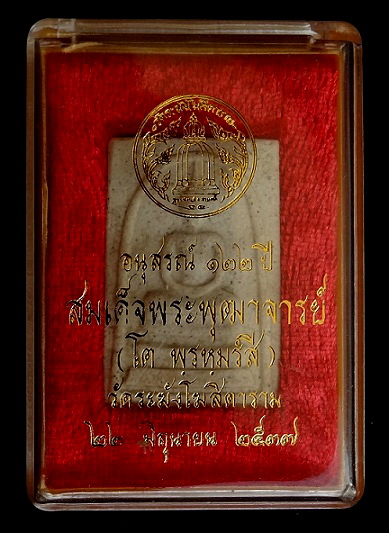 อนุสรณ์ ๑๒๒ ปี
สมเด็จพระพุฒาจารย์
(โต พฺรหฺมรํสี)
วัดระฆังโฆสิตาราม
๒๒ มิถุนายน ๒๕๓๗